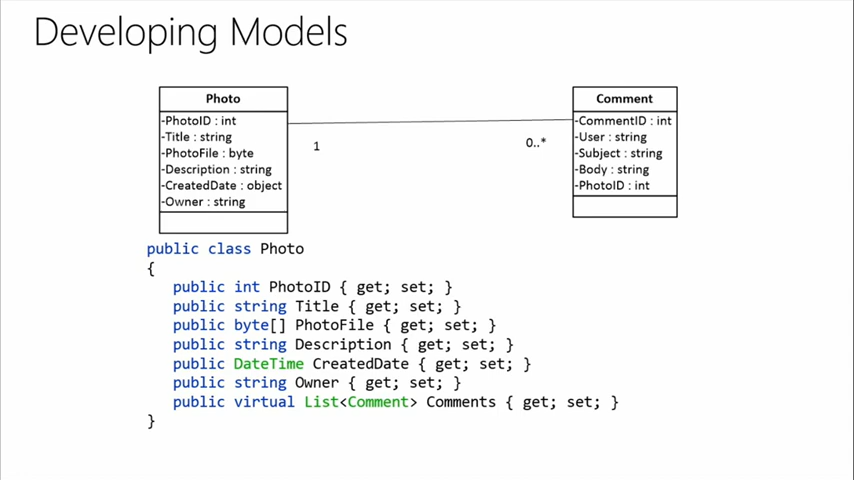 Developing Models
Photo
-PhotoID : int
-Title : string
-PhotoFile : byte
-Description : string
-CreatedDate : object
-Owner : string
1
0..*
Comment
-CommentID : int
-User : string
-Subject : string
-Body : string
-PhotoID : int
public class Photo
{
public int PhotoID { get; set; }
public string Title { get; set; }
public byte[] PhotoFile { get; set; }
public string Description { get; set; }
public DateTime CreatedDate { get; set; }
public string Owner { get; set; }
public virtual List<Comment> Comments { get; set; }
}